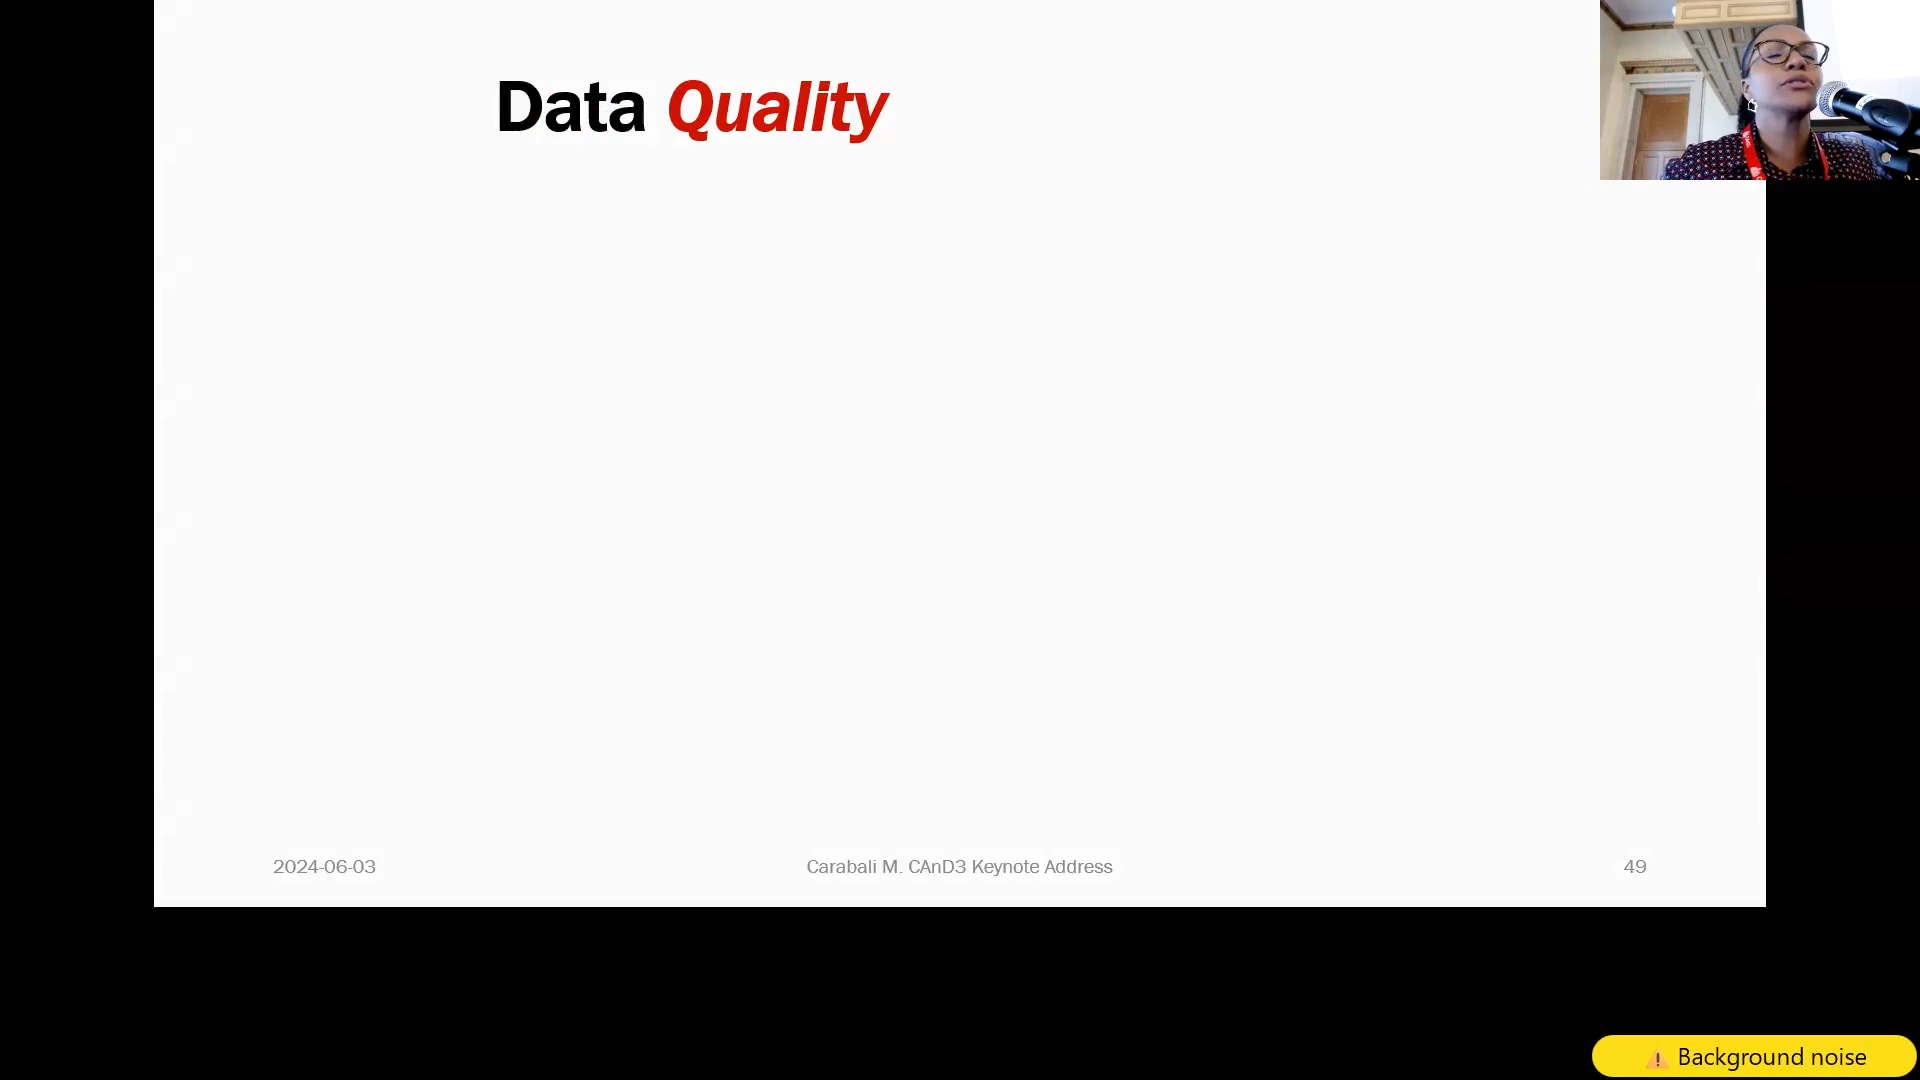 Data Quality
2024-06-03
Carabali M. CAnD3 Keynote Address
49
Background noise